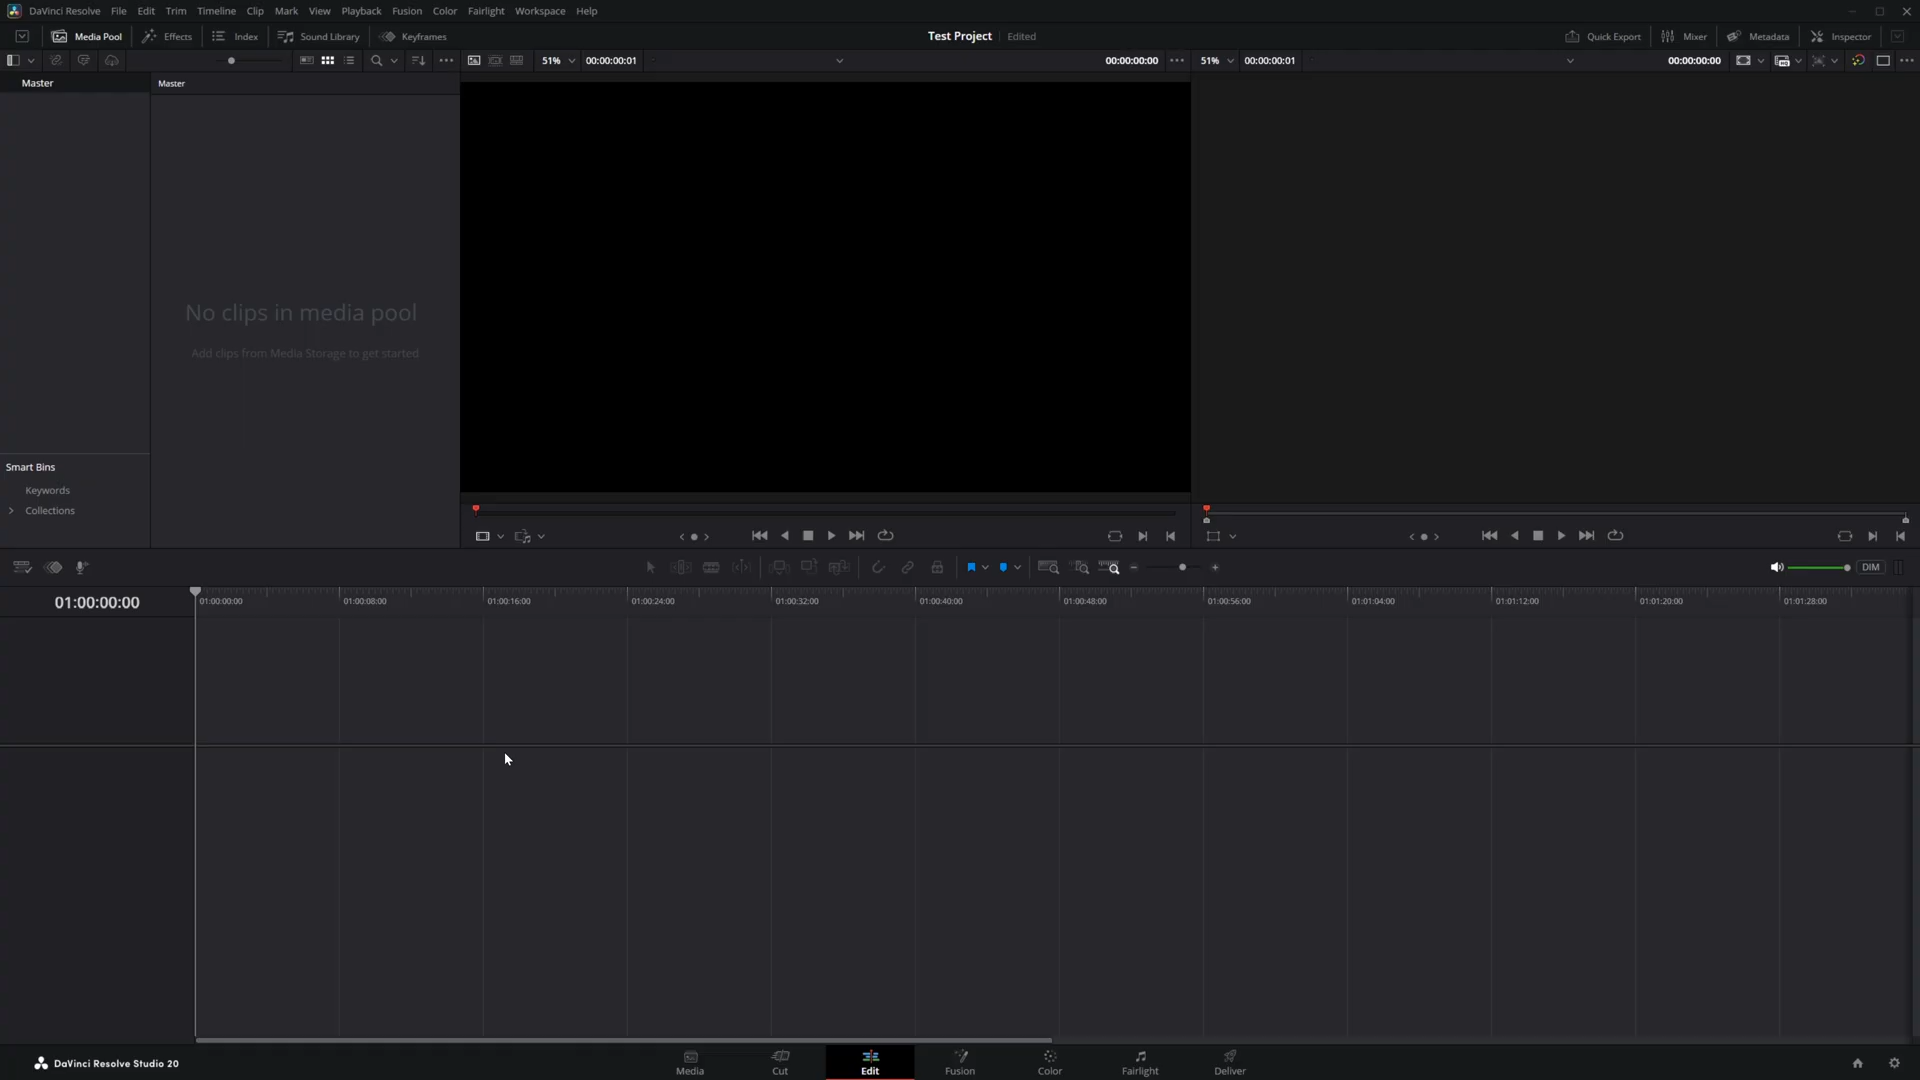 DaVinci Resolve File Edit Trim Timeline Clip Mark View Playback Fusion Color Fairlight Workspace Help
Media Pool Effects Index Sound Library Keyframes Test Project Edited Quick Export Mixer Metadata Inspector
51% 00:00:00:01 00:00:00:00 51% 00:00:00:01 00:00:00:00
Master Master
No clips in media pool
Add clips from Media Storage to get started
Smart Bins
Keywords
Collections
DIM
01:00:00:00 01:00:00:00 01:00:08:00 01:00:16:00 01:00:24:00 01:00:32:00 01:00:40:00 01:00:48:00 01:00:56:00 01:01:04:00 01:01:12:00 01:01:20:00 01:01:28:00
DaVinci Resolve Studio 20 Media Cut Edit Fusion Color Fairlight Deliver